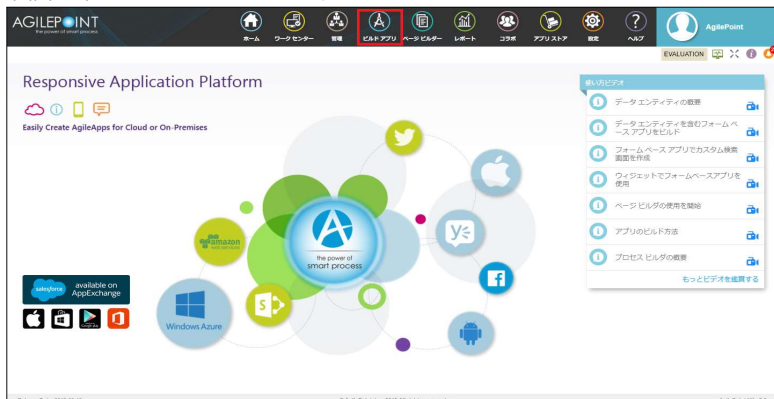 AGILEPOINT
the power of smart process
ホーム
ワークセンター
管理
ビルド アプリ
ページ ビルダー
レポート
コラボ
アプリ ストア
設定
ヘルプ
AgilePoint
EVALUATION
Responsive Application Platform
Easily Create AgileApps for Cloud or On-Premises
使い方ビデオ
データ エンティティの概要
データ エンティティを含むフォーム ベ
ース アプリをビルド
フォーム ベース アプリでカスタム検索
画面を作成
ウィジェットでフォームベースアプリを
使用
ページ ビルダの使用を開始
アプリのビルド方法
プロセス ビルダの概要
もっとビデオを鑑賞する
amazon
web services
the power of
smart process
Windows Azure
salesforce
available on
AppExchange
Google play